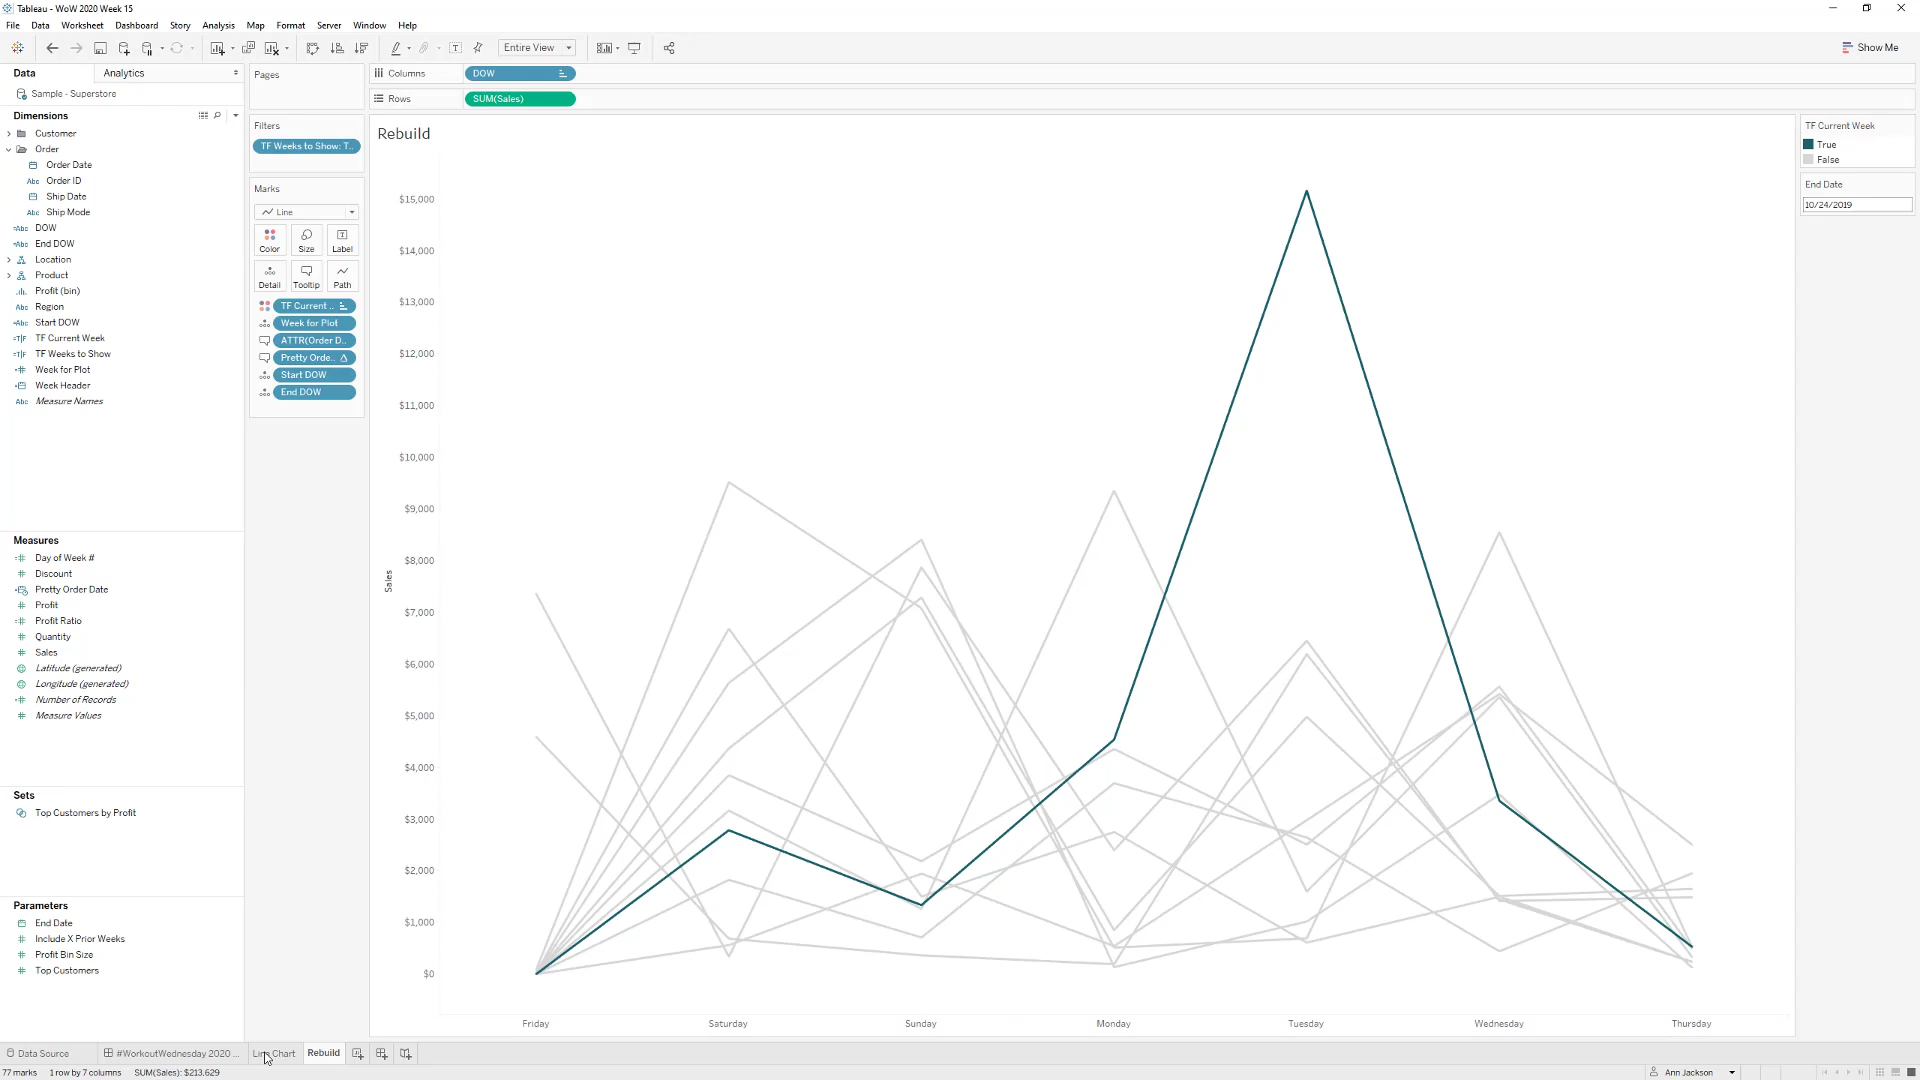 Tableau - WoW 2020 Week 15
File Data Worksheet Dashboard Story Analysis Map Format Server Window Help
Entire View
Show Me
Data Analytics
Sample - Superstore
Dimensions
Customer
Order
Order Date
Order ID
Ship Date
Ship Mode
DOW
End DOW
Location
Product
Profit (bin)
Region
Start DOW
TF Current Week
TF Weeks to Show
Week for Plot
Week Header
Measure Names
Measures
Day of Week #
Discount
Pretty Order Date
Profit
Profit Ratio
Quantity
Sales
Latitude (generated)
Longitude (generated)
Number of Records
Measure Values
Sets
Top Customers by Profit
Parameters
End Date
Include X Prior Weeks
Profit Bin Size
Top Customers
Pages
Filters
TF Weeks to Show: T..
Marks
Line
Color Size Label
Detail Tooltip Path
TF Current ..
Week for Plot
ATTR(Order D..
Pretty Orde..
Start DOW
End DOW
Columns DOW
Rows SUM(Sales)
Rebuild
$15,000
$14,000
$13,000
$12,000
$11,000
$10,000
$9,000
$8,000
$7,000
$6,000
$5,000
$4,000
$3,000
$2,000
$1,000
$0
Sales
Friday Saturday Sunday Monday Tuesday Wednesday Thursday
TF Current Week
True
False
End Date
10/24/2019
Data Source #WorkoutWednesday 2020 ... Line Chart Rebuild
77 marks 1 row by 7 columns SUM(Sales): $213,629
Ann Jackson